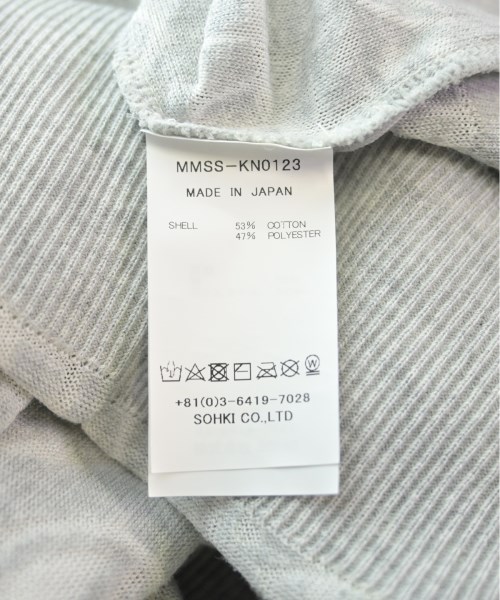 MMSS-KN0123
MADE IN JAPAN
SHELL 53% COTTON
47% POLYESTER
W
+81(0)3-6419-7028
SOHKI CO.,LTD